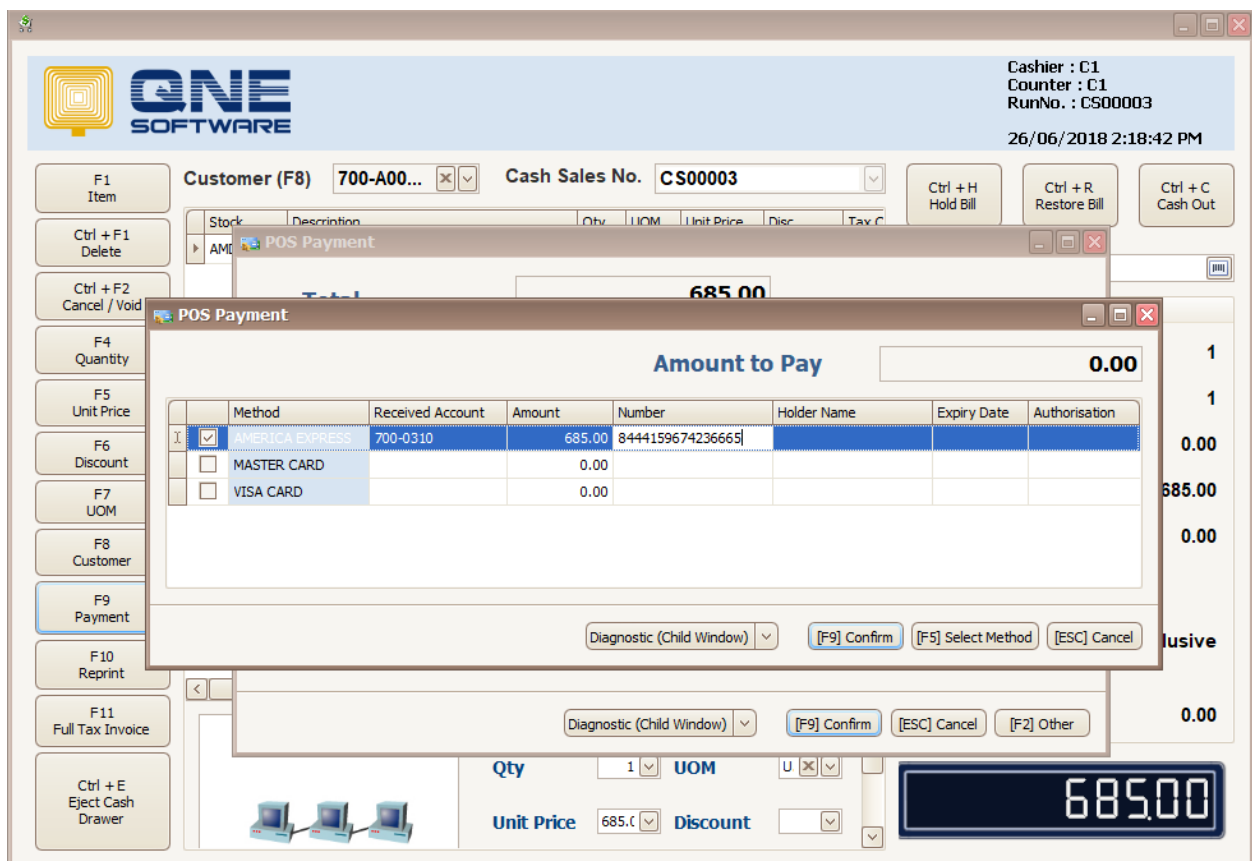 QNE
SOFTWARE
Cashier : C1
Counter : C1
RunNo. : CS00003
26/06/2018 2:18:42 PM
F1
Item
Ctrl + F1
Delete
Ctrl + F2
Cancel / Void
F4
Quantity
F5
Unit Price
F6
Discount
F7
UOM
F8
Customer
F9
Payment
F10
Reprint
F11
Full Tax Invoice
Ctrl + E
Eject Cash
Drawer
Customer (F8) 700-A00... Cash Sales No. CS00003
Ctrl + H
Hold Bill
Ctrl + R
Restore Bill
Ctrl + C
Cash Out
Stock Description Qty UOM Unit Price Disc Tax C
POS Payment
Total 685.00
POS Payment
Amount to Pay 0.00
Method Received Account Amount Number Holder Name Expiry Date Authorisation
AMERICA EXPRESS 700-0310 685.00 8444159674236665
MASTER CARD 0.00
VISA CARD 0.00
Diagnostic (Child Window) [F9] Confirm [F5] Select Method [ESC] Cancel
1
1
0.00
685.00
0.00
lusive
0.00
Diagnostic (Child Window) [F9] Confirm [ESC] Cancel [F2] Other
Qty 1 UOM U
Unit Price 685.( Discount
685.00